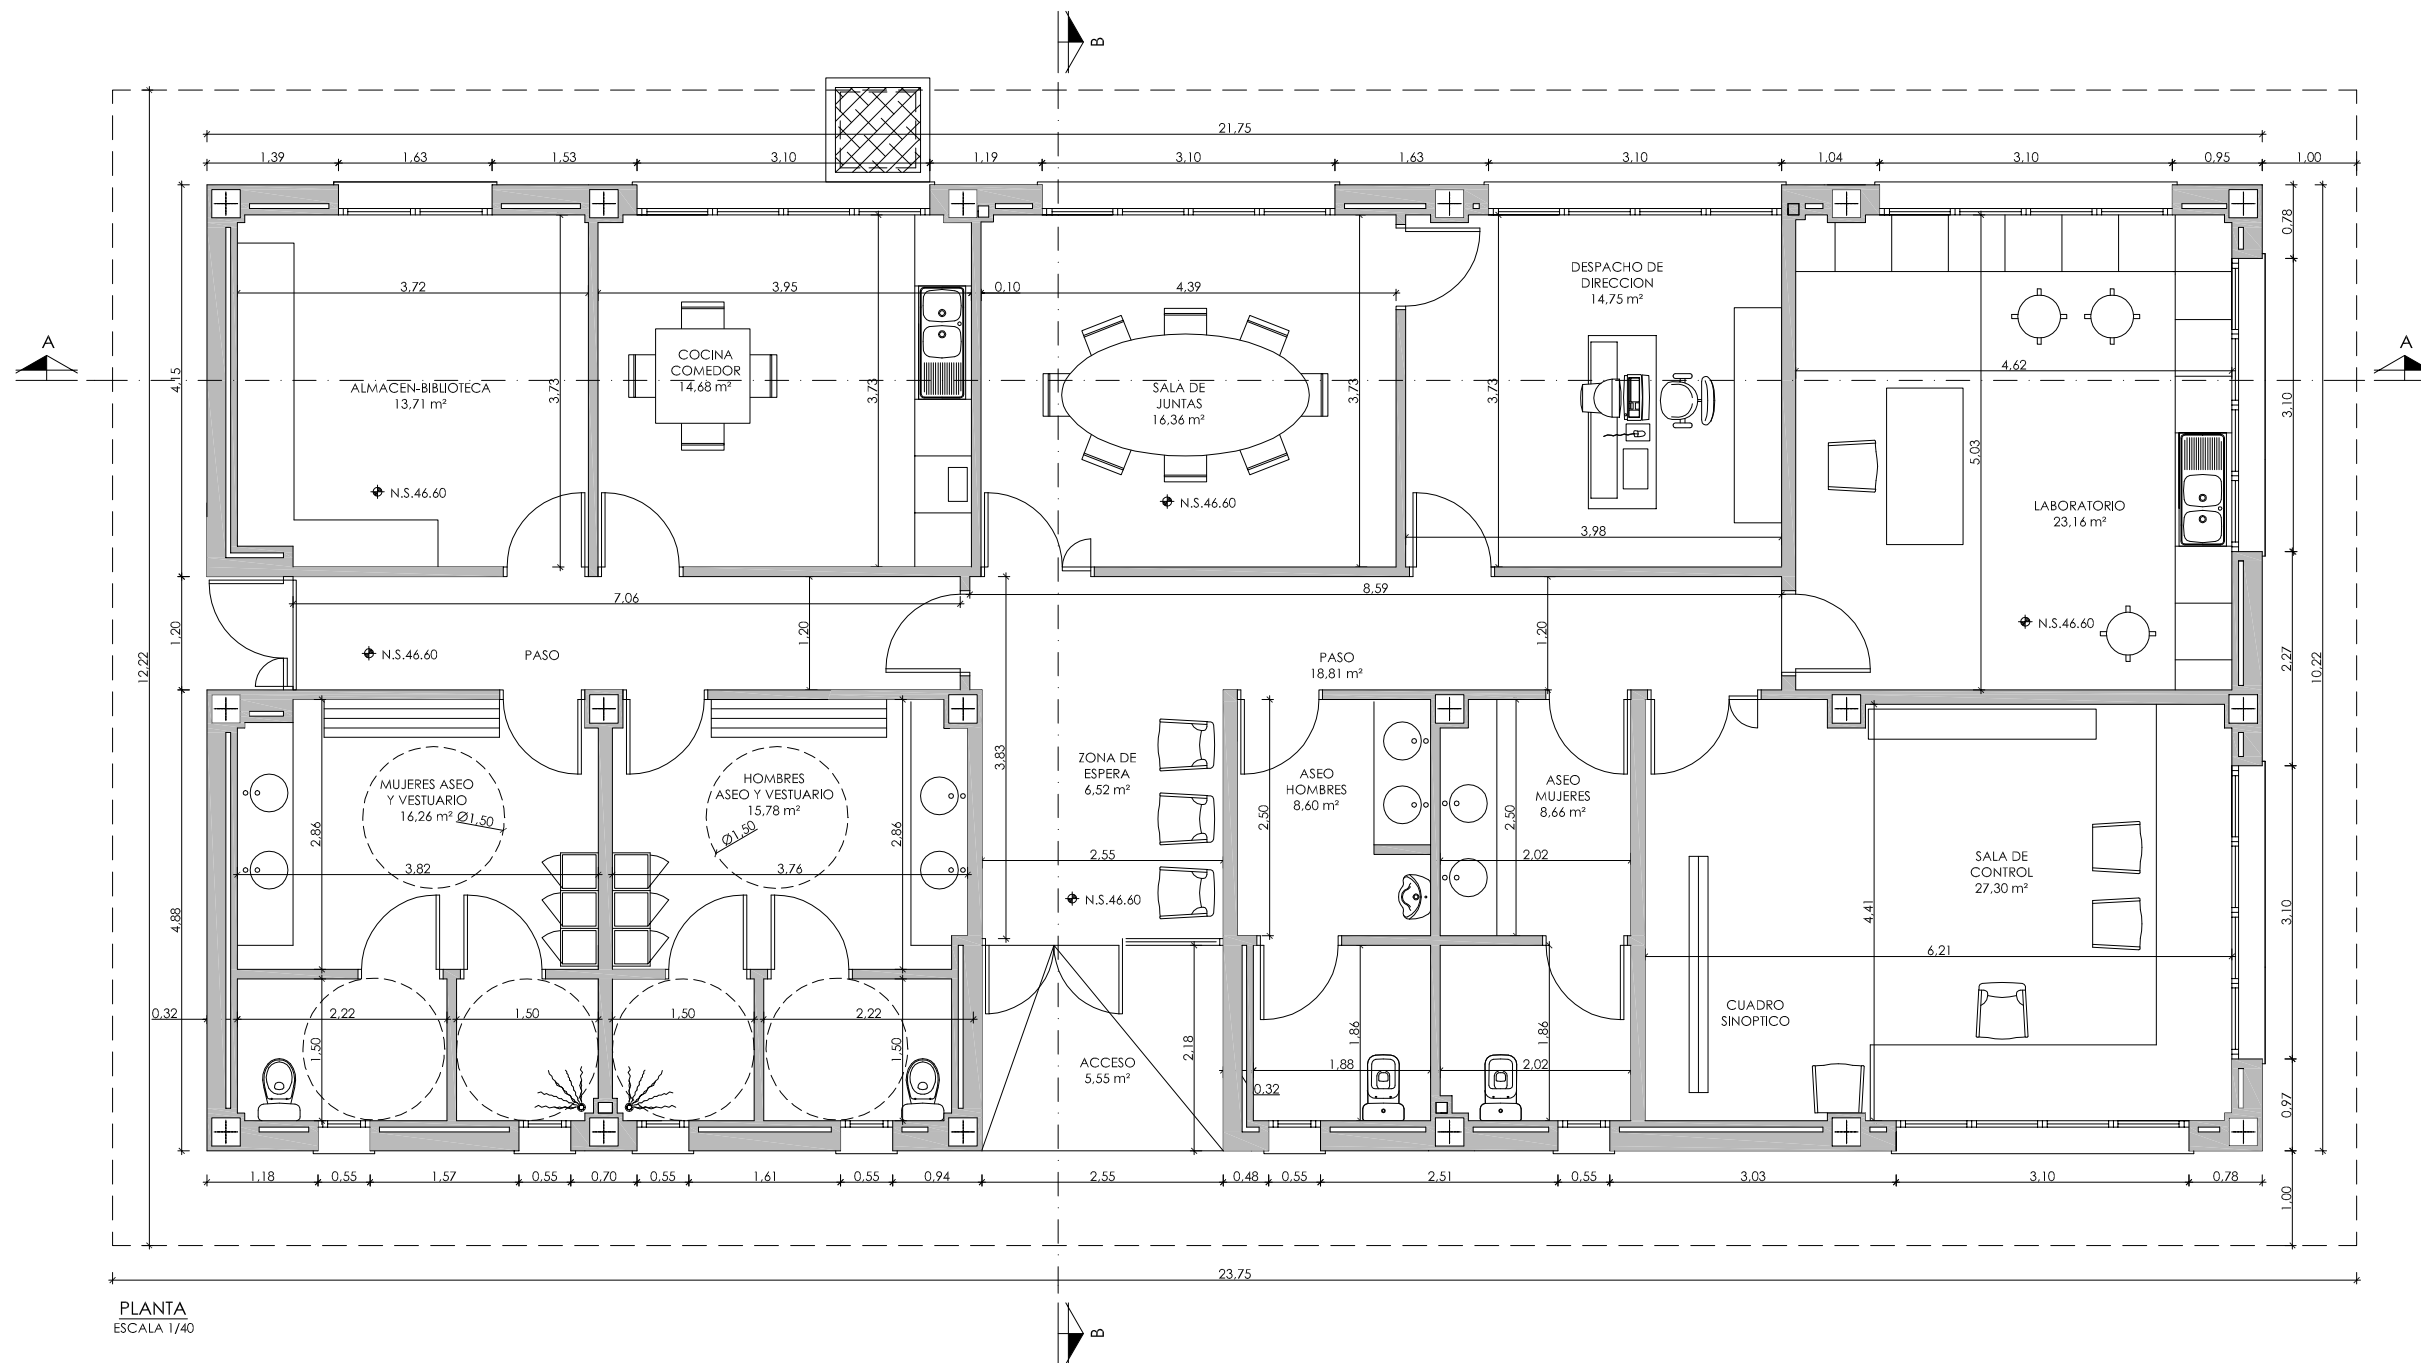 B
21,75
1,39
1,63
1,53
3,10
1,19
3,10
1,63
3,10
1,04
3,10
0,95
1,00
0,78
DESPACHO DE
DIRECCION
14,75 m²
3,72
3,95
0,10
4,39
A
A
COCINA
COMEDOR
14,68 m²
4,62
4,15
ALMACEN-BIBLIOTECA
13,71 m²
3,73
3,73
SALA DE
JUNTAS
16,36 m²
3,73
3,73
3,10
5,03
N.S.46.60
N.S.46.60
LABORATORIO
23,16 m²
3,98
7,06
8,59
1,20
1,20
1,20
N.S.46.60
N.S.46.60
PASO
PASO
18,81 m²
12,22
2,27
10,22
3,83
ZONA DE
ESPERA
6,52 m²
MUJERES ASEO
Y VESTUARIO
16,26 m²
Ø1,50
HOMBRES
ASEO Y VESTUARIO
15,78 m²
Ø1,50
ASEO
HOMBRES
8,60 m²
ASEO
MUJERES
8,66 m²
2,86
2,86
2,50
2,50
3,82
3,76
2,55
2,02
SALA DE
CONTROL
27,30 m²
N.S.46.60
4,88
4,41
3,10
6,21
CUADRO
SINOPTICO
0,32
2,22
1,50
1,50
2,22
1,50
1,50
2,18
1,86
1,86
ACCESO
5,55 m²
1,88
2,02
0,32
0,97
1,18
0,55
1,57
0,55
0,70
0,55
1,61
0,55
0,94
2,55
0,48
0,55
2,51
0,55
3,03
3,10
0,78
1,00
23,75
PLANTA
ESCALA 1/40
B